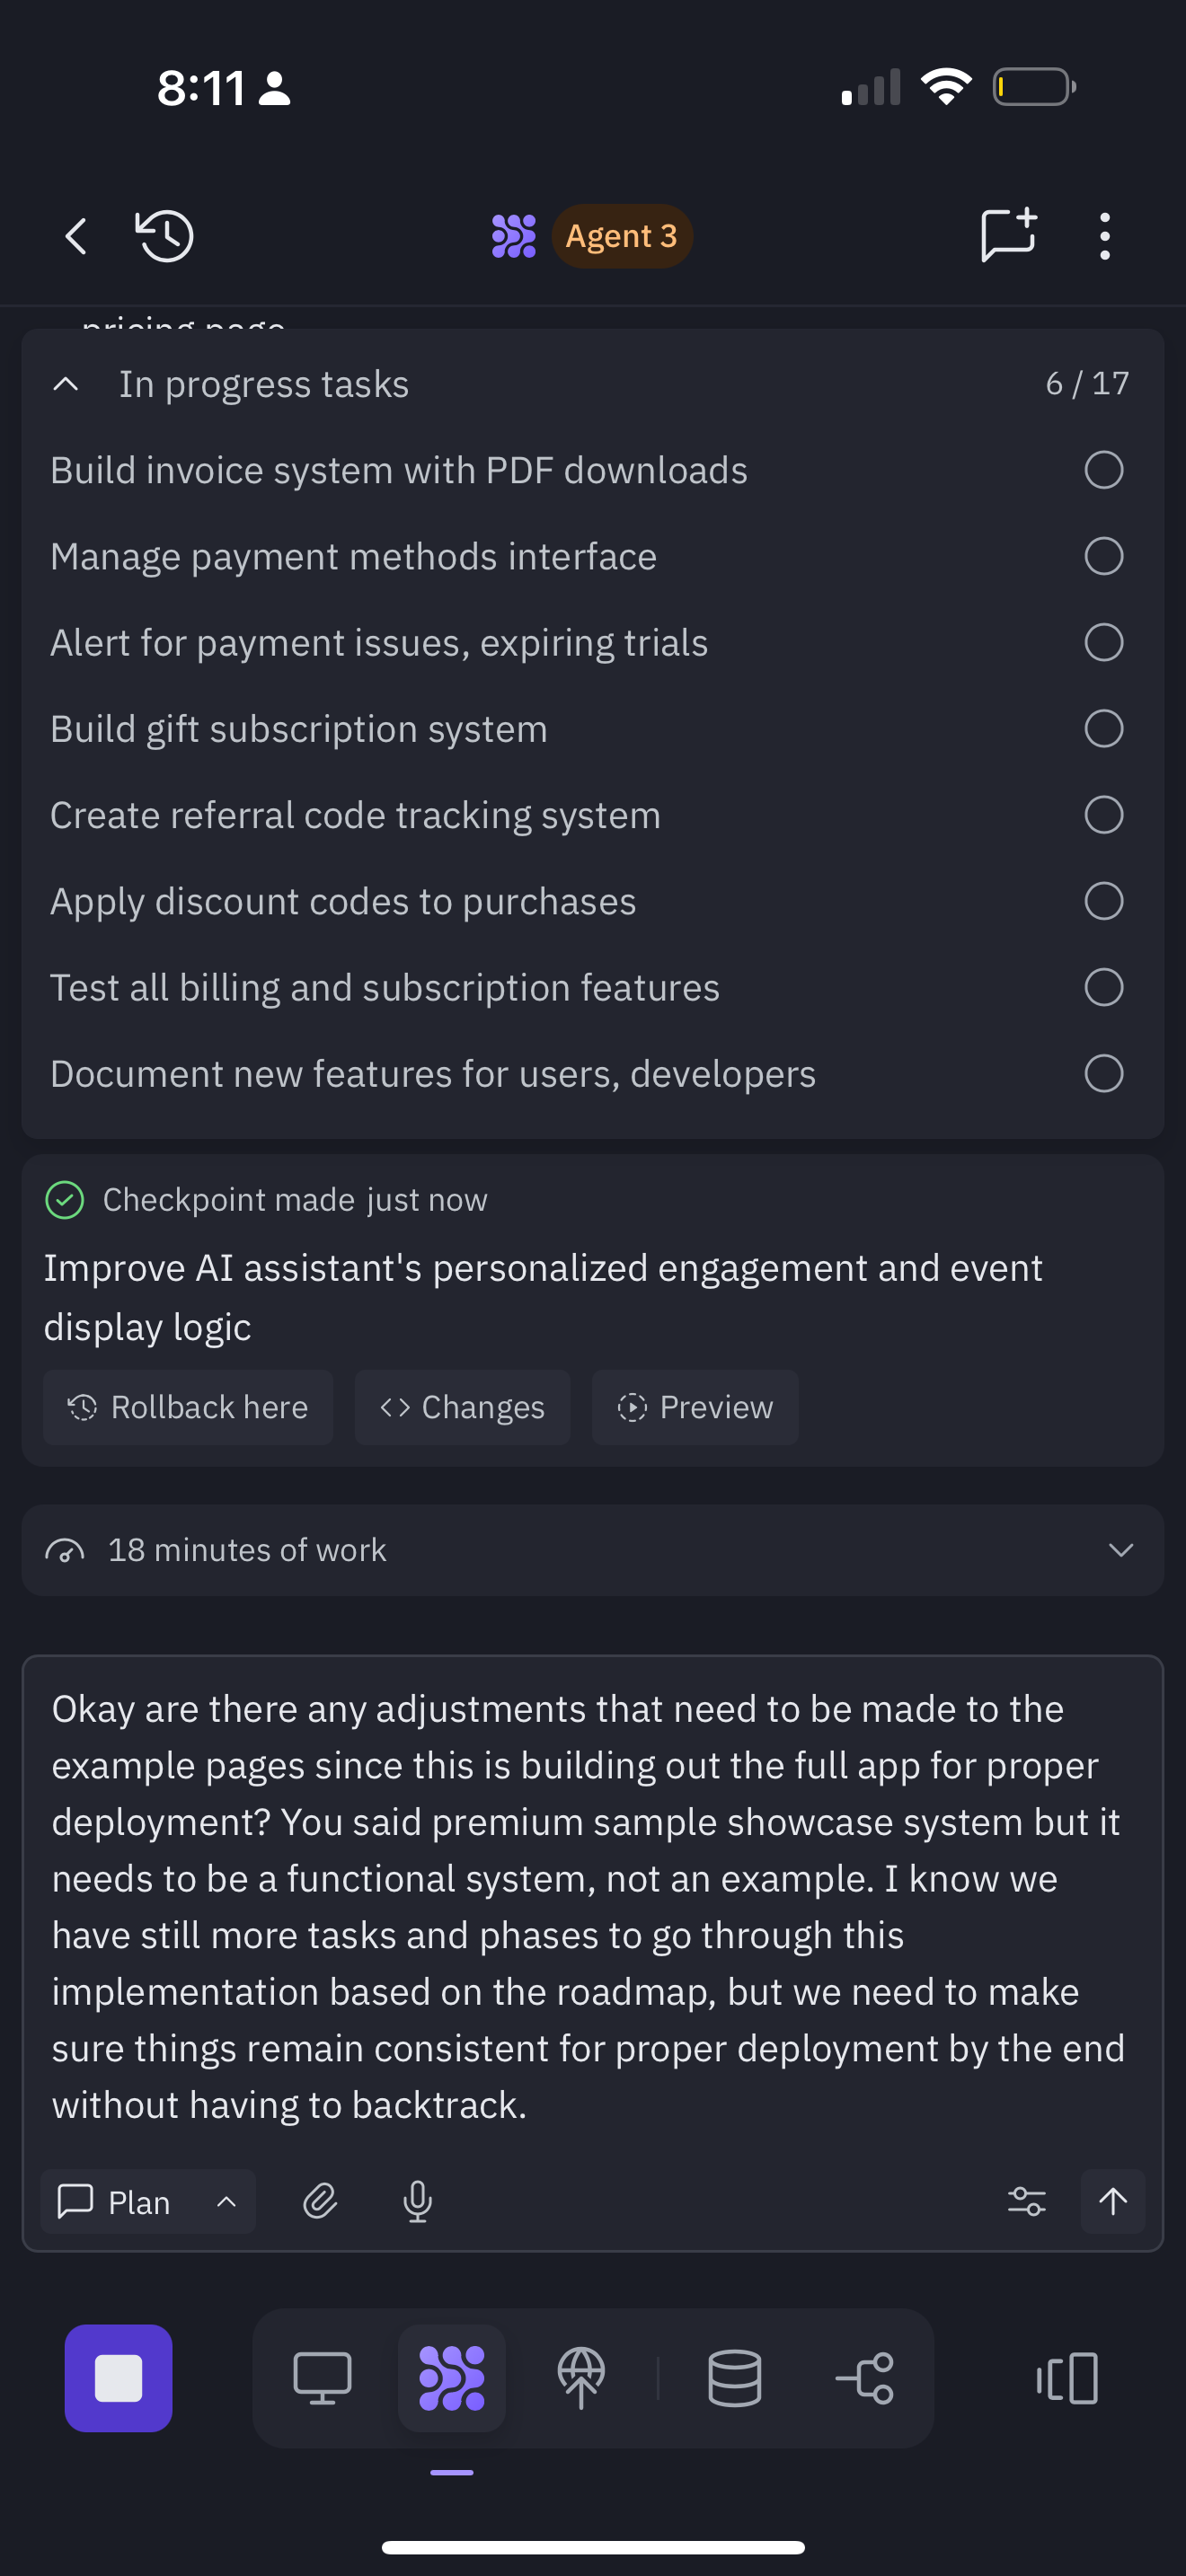 8:11
Agent 3
pricing page
In progress tasks
6 / 17
Build invoice system with PDF downloads
Manage payment methods interface
Alert for payment issues, expiring trials
Build gift subscription system
Create referral code tracking system
Apply discount codes to purchases
Test all billing and subscription features
Document new features for users, developers
Checkpoint made just now
Improve AI assistant's personalized engagement and event
display logic
Rollback here
Changes
Preview
18 minutes of work
Okay are there any adjustments that need to be made to the
example pages since this is building out the full app for proper
deployment? You said premium sample showcase system but it
needs to be a functional system, not an example. I know we
have still more tasks and phases to go through this
implementation based on the roadmap, but we need to make
sure things remain consistent for proper deployment by the end
without having to backtrack.
Plan